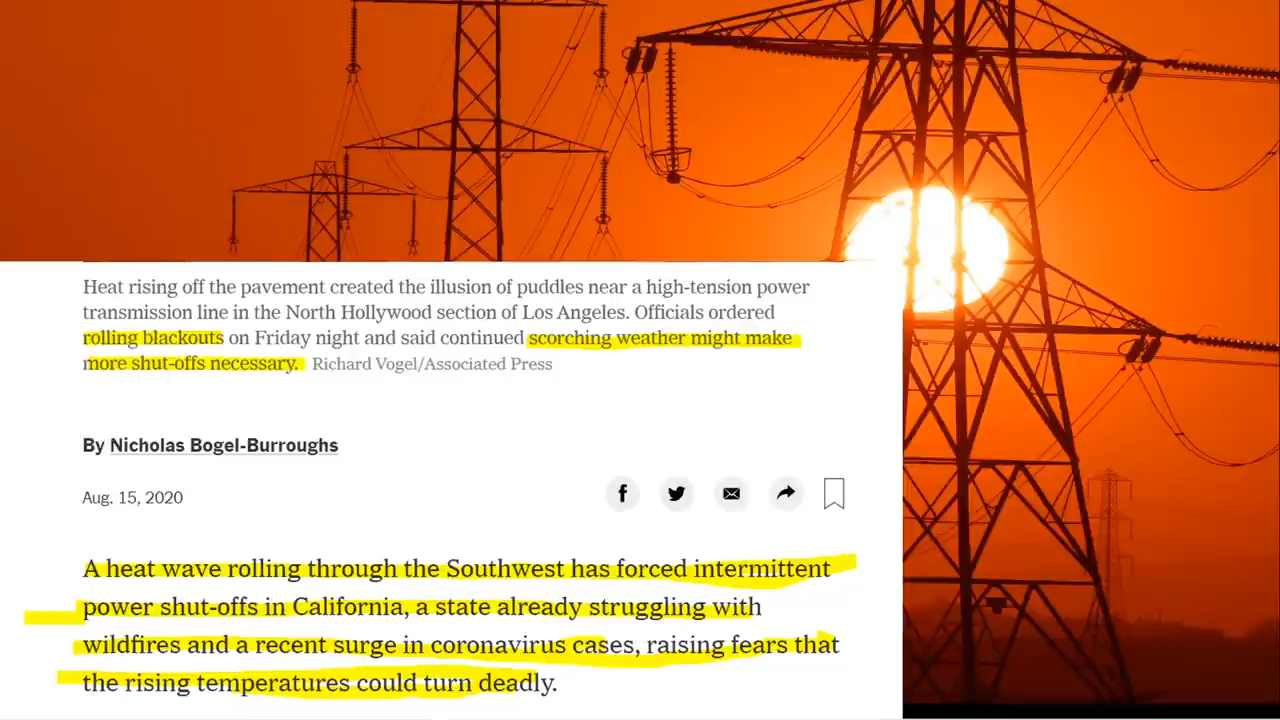 Heat rising off the pavement created the illusion of puddles near a high-tension power
transmission line in the North Hollywood section of Los Angeles. Officials ordered
rolling blackouts on Friday night and said continued scorching weather might make
more shut-offs necessary. Richard Vogel/Associated Press
By Nicholas Bogel-Burroughs
Aug. 15, 2020
A heat wave rolling through the Southwest has forced intermittent
power shut-offs in California, a state already struggling with
wildfires and a recent surge in coronavirus cases, raising fears that
the rising temperatures could turn deadly.